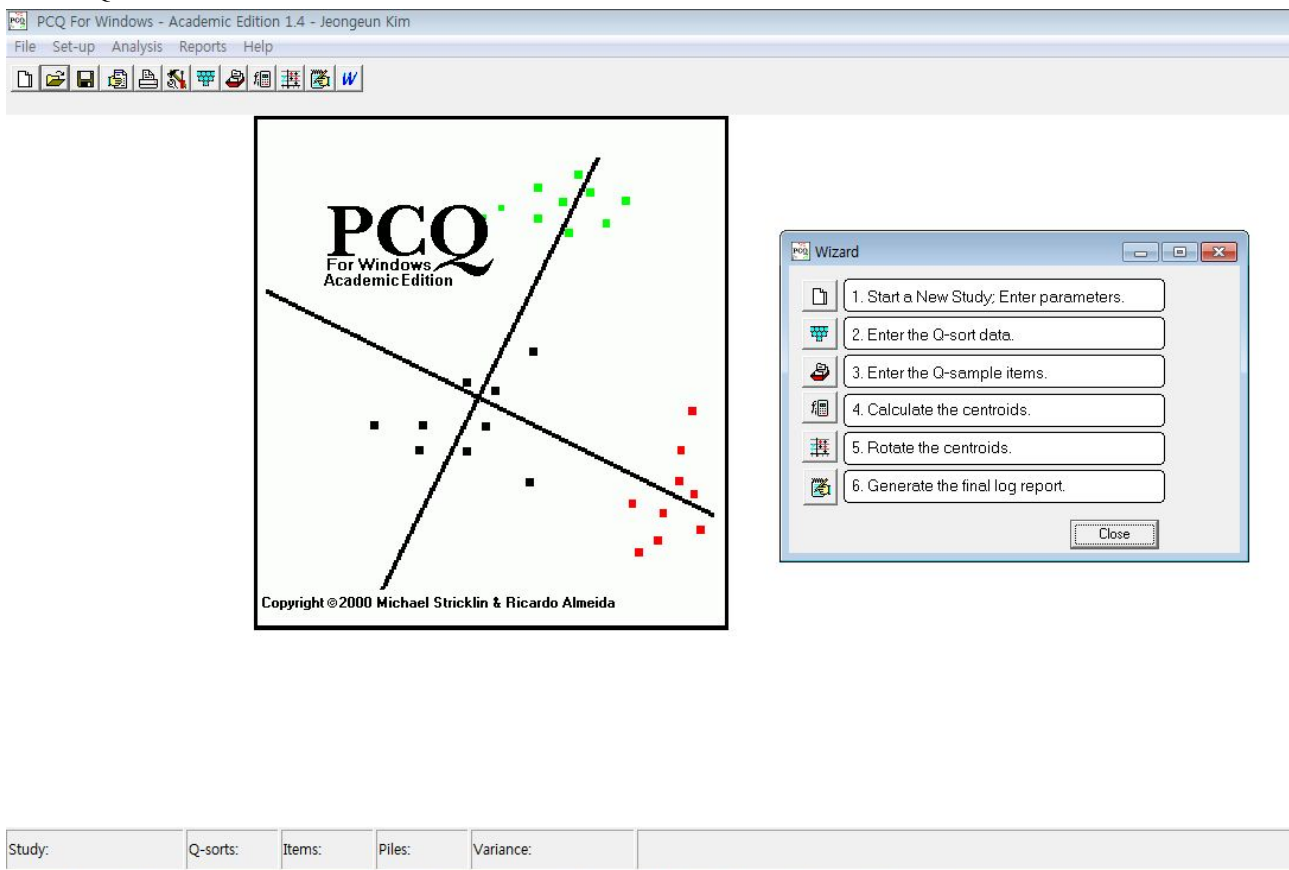 PCQ For Windows - Academic Edition 1.4 - Jeongeun Kim
File Set-up Analysis Reports Help
W
PCQ
For Windows
Academic Edition
Copyright ©2000 Michael Stricklin & Ricardo Almeida
Wizard
1. Start a New Study; Enter parameters.
2. Enter the Q-sort data.
3. Enter the Q-sample items.
4. Calculate the centroids.
5. Rotate the centroids.
6. Generate the final log report.
Close
Study: Q-sorts: Items: Piles: Variance: